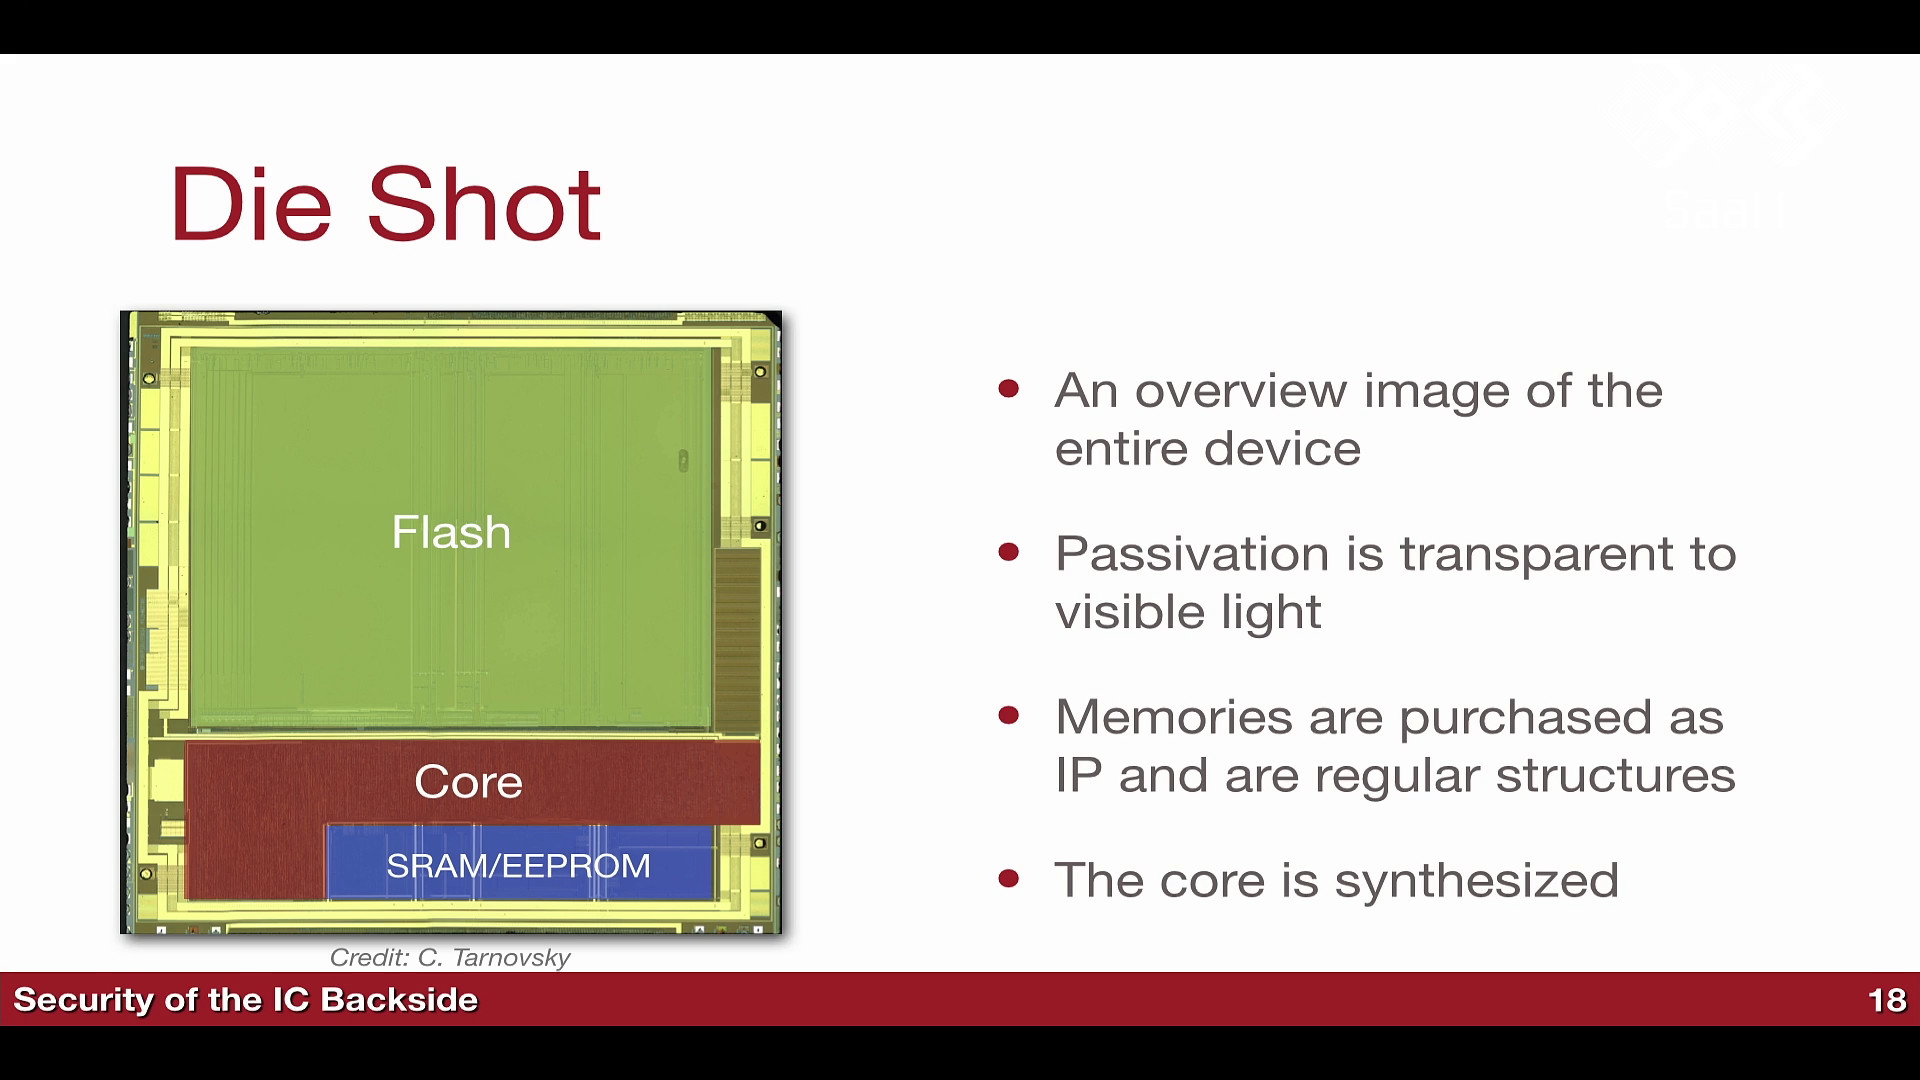 Saal 1
Die Shot
Flash
Core
SRAM/EEPROM
Credit: C. Tarnovsky
• An overview image of the
entire device
• Passivation is transparent to
visible light
• Memories are purchased as
IP and are regular structures
• The core is synthesized
Security of the IC Backside
18